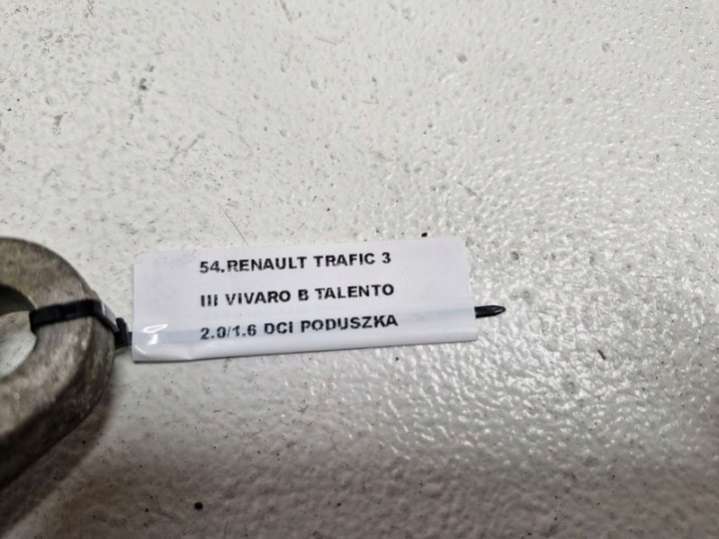 54.RENAULT TRAFIC 3
III VIVARO B TALENTO
2.0/1.6 DCI PODUSZKA